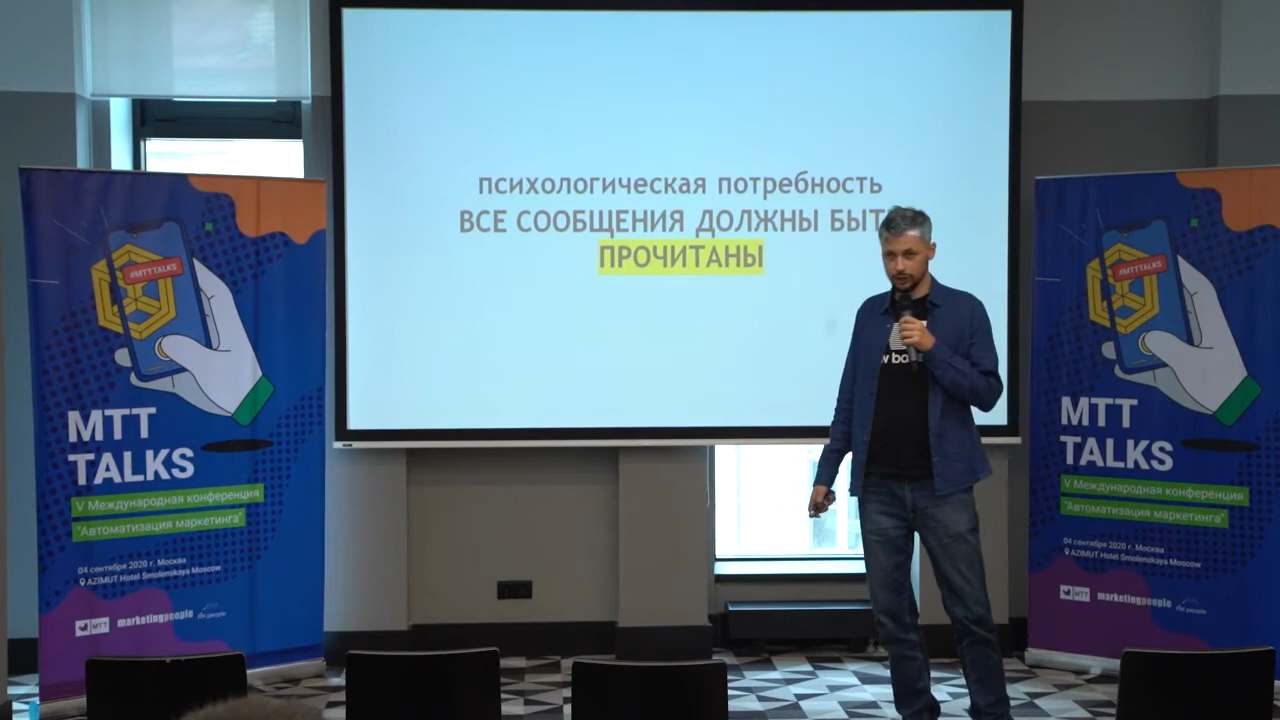 психологическая потребность
ВСЕ СООБЩЕНИЯ ДОЛЖНЫ БЫТ
ПРОЧИТАНЫ
#MTTTALKS
MTT
TALKS
V Международная конференция
"Автоматизация маркетинга"
04 сентября 2020 г. Москва
AZIMUT Hotel Smolenskaya Moscow
MTT
marketingpeople
w ba
#MTTTALKS
MTT
TALKS
V Международная конференция
"Автоматизация маркетинга"
04 сентября 2020 г. Москва
AZIMUT Hotel Smolenskaya Moscow
MTT
marketingpeople